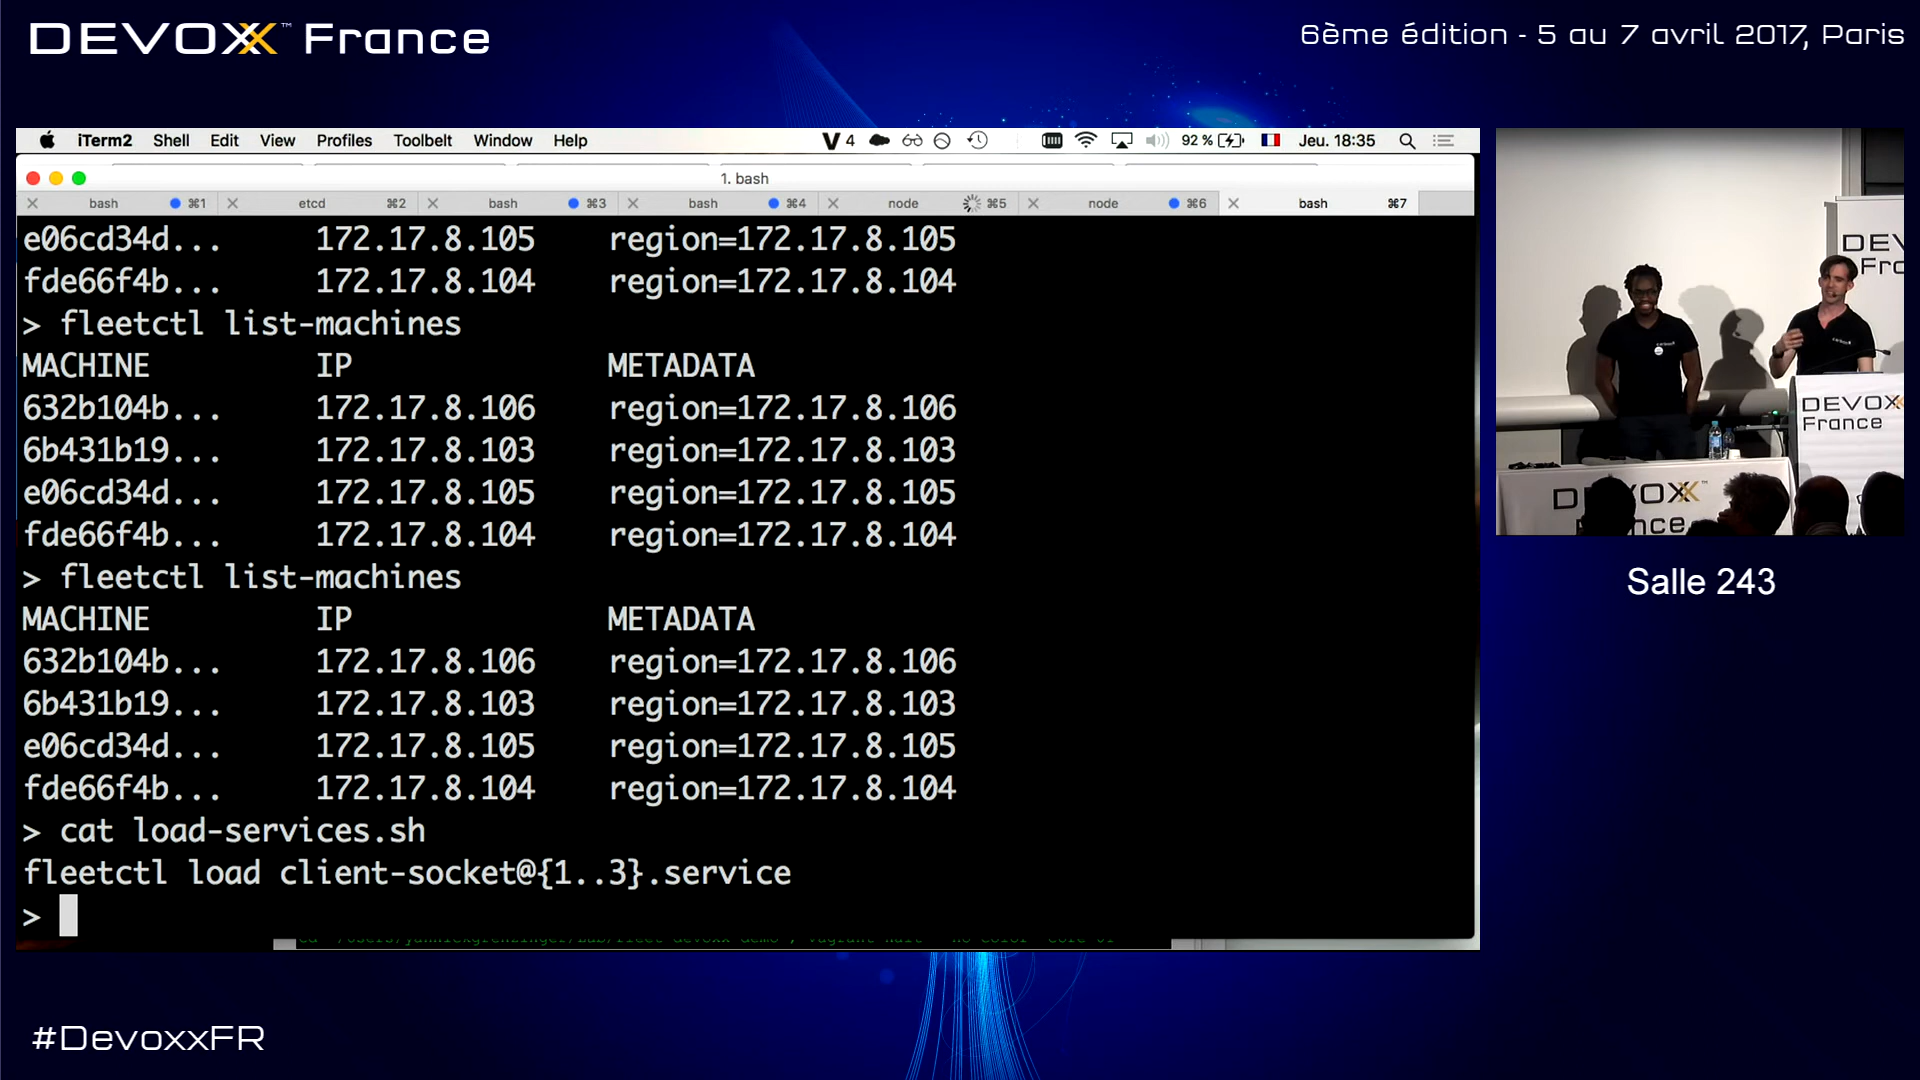 DEVOXX™ France
6ème édition - 5 au 7 avril 2017, Paris
iTerm2 Shell Edit View Profiles Toolbelt Window Help
4
92 %
Jeu. 18:35
1. bash
bash ⌘1
etcd ⌘2
bash ⌘3
bash ⌘4
node ⌘5
node ⌘6
bash ⌘7
e06cd34d... 172.17.8.105 region=172.17.8.105
fde66f4b... 172.17.8.104 region=172.17.8.104
> fleetctl list-machines
MACHINE IP METADATA
632b104b... 172.17.8.106 region=172.17.8.106
6b431b19... 172.17.8.103 region=172.17.8.103
e06cd34d... 172.17.8.105 region=172.17.8.105
fde66f4b... 172.17.8.104 region=172.17.8.104
> fleetctl list-machines
MACHINE IP METADATA
632b104b... 172.17.8.106 region=172.17.8.106
6b431b19... 172.17.8.103 region=172.17.8.103
e06cd34d... 172.17.8.105 region=172.17.8.105
fde66f4b... 172.17.8.104 region=172.17.8.104
> cat load-services.sh
fleetctl load client-socket@{1..3}.service
>
DEV
Fra
DEVOXX
France
DEVOXX™
France
Salle 243
#DevoxxFR